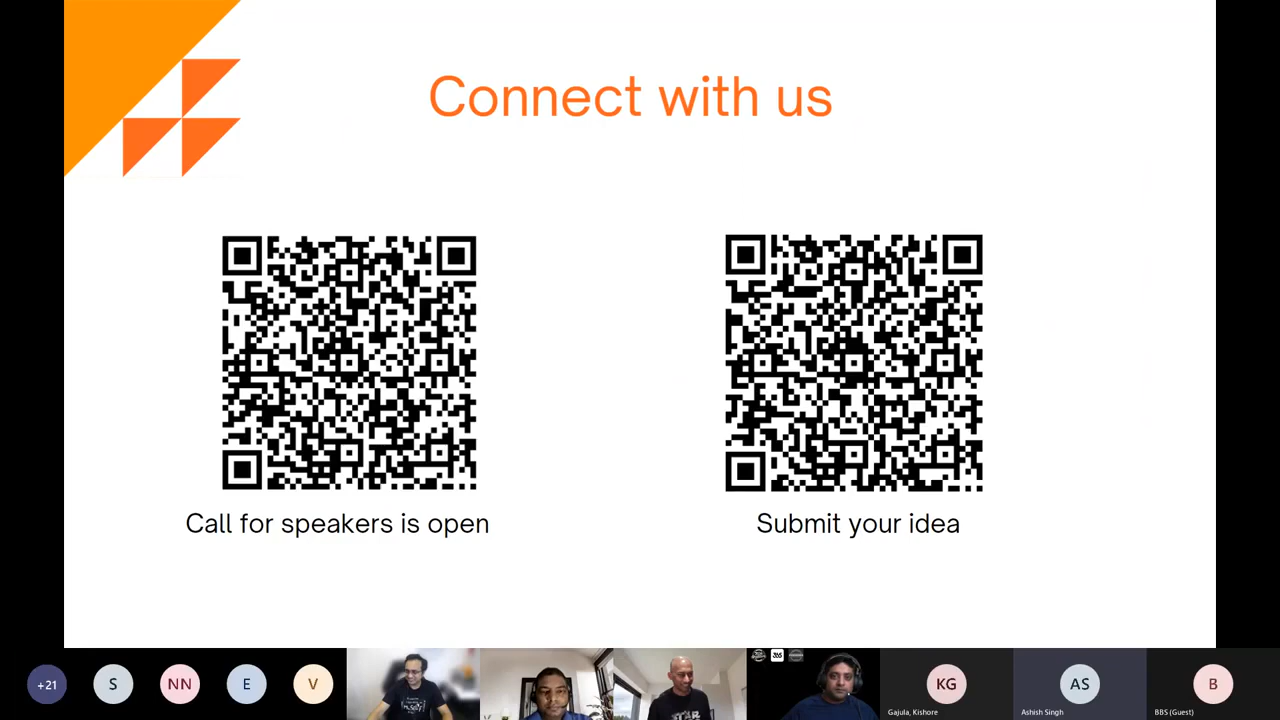 Connect with us
Call for speakers is open
Submit your idea
+21
S
NN
E
V
365
KG
Gajula, Kishore
AS
Ashish Singh
B
BBS (Guest)